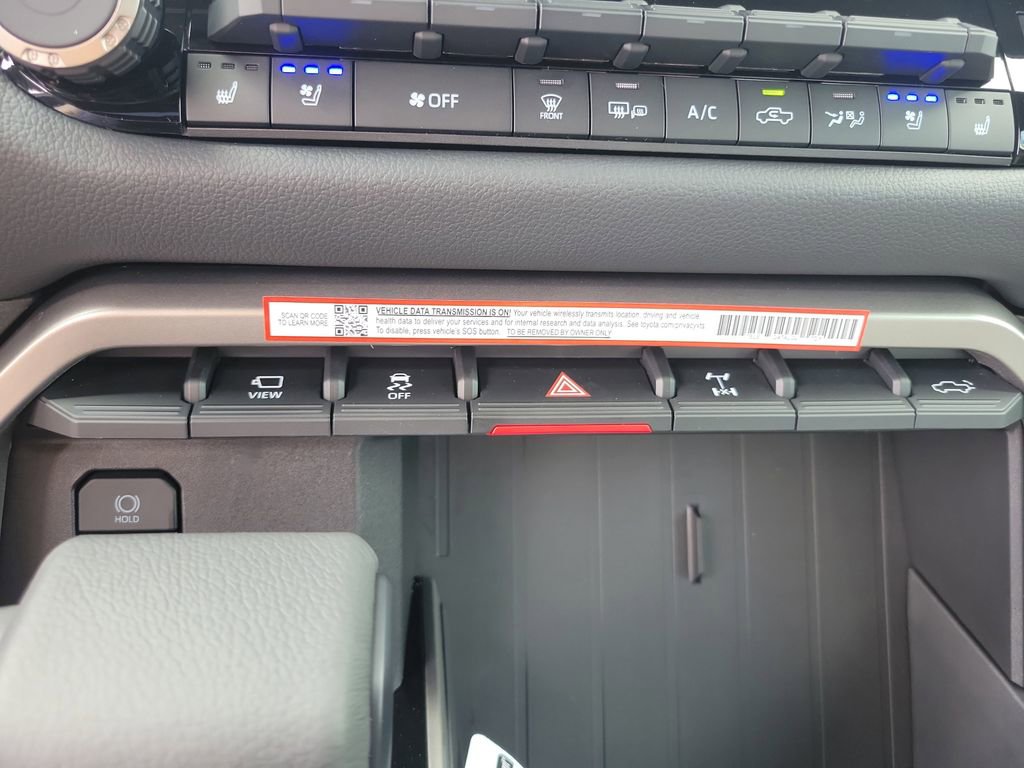 OFF
FRONT
A/C
SCAN QR CODE
TO LEARN MORE
VEHICLE DATA TRANSMISSION IS ON! Your vehicle wirelessly transmits location, driving and vehicle
health data to deliver your services and for internal research and data analysis. See toyota.com/privacyvts.
To disable, press vehicle's SOS button. TO BE REMOVED BY OWNER ONLY.
VIEW
OFF
HOLD